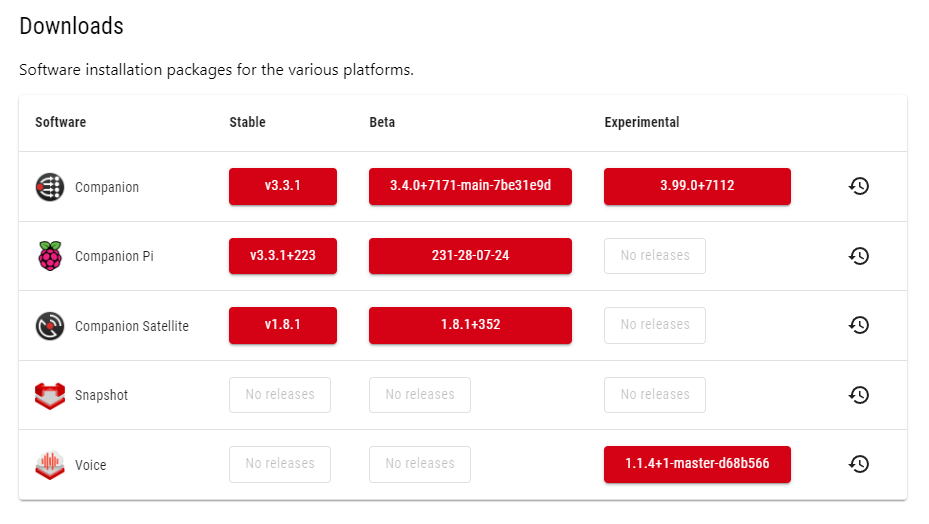 Downloads
Software installation packages for the various platforms.
Software Stable Beta Experimental
Companion v3.3.1 3.4.0+7171-main-7be31e9d 3.99.0+7112
Companion Pi v3.3.1+223 231-28-07-24 No releases
Companion Satellite v1.8.1 1.8.1+352 No releases
Snapshot No releases No releases No releases
Voice No releases No releases 1.1.4+1-master-d68b566